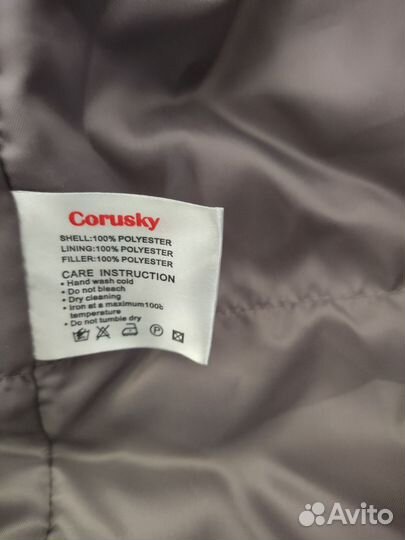 Corusky
SHELL:100% POLYESTER
LINING:100% POLYESTER
FILLER:100% POLYESTER
CARE INSTRUCTION
• Hand wash cold
• Do not bleach
• Dry cleaning
• Iron at a maximum100b
temperature
• Do not tumble dry
P
Avito